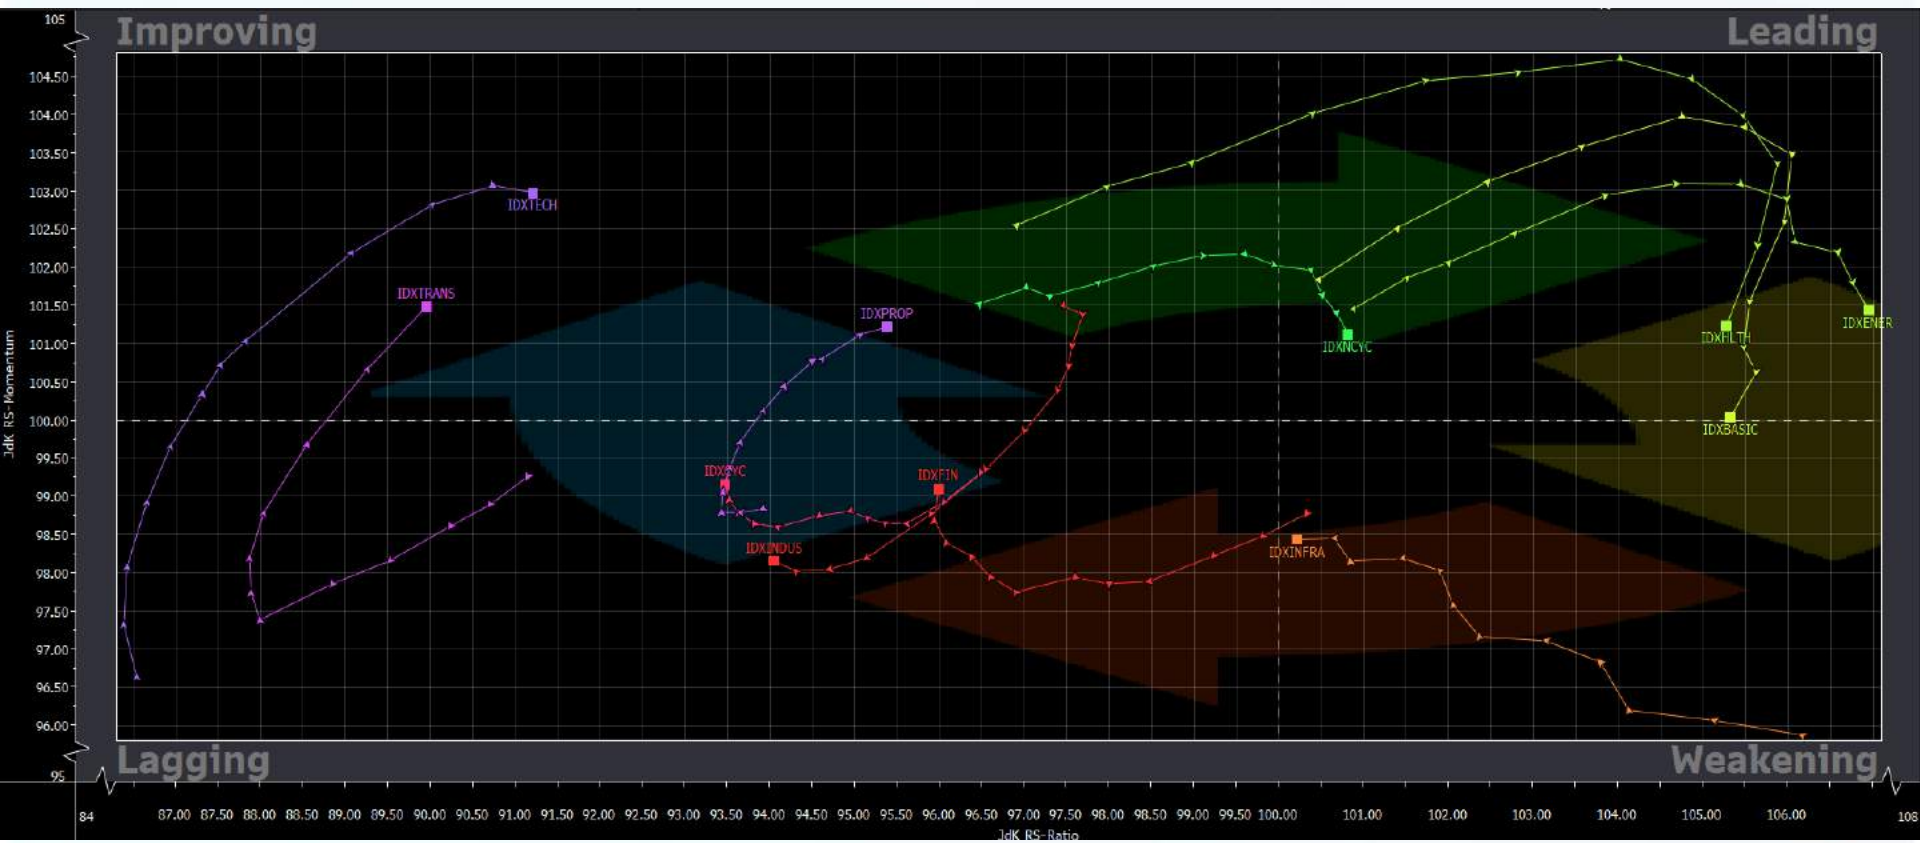 105
Improving
Leading
104.50
104.00
103.50
103.00
102.50
102.00
101.50
101.00
100.50
100.00
99.50
99.00
98.50
98.00
97.50
97.00
96.50
96.00
95
JdK RS-Momentum
IDXTECH
IDXTRANS
IDXPROP
IDXENER
IDXHLTH
IDXNCYC
IDXBASIC
IDXCYC
IDXFIN
IDXINDUS
IDXINFRA
Lagging
Weakening
84 87.00 87.50 88.00 88.50 89.00 89.50 90.00 90.50 91.00 91.50 92.00 92.50 93.00 93.50 94.00 94.50 95.00 95.50 96.00 96.50 97.00 97.50 98.00 98.50 99.00 99.50 100.00 101.00 102.00 103.00 104.00 105.00 106.00 108
JdK RS-Ratio